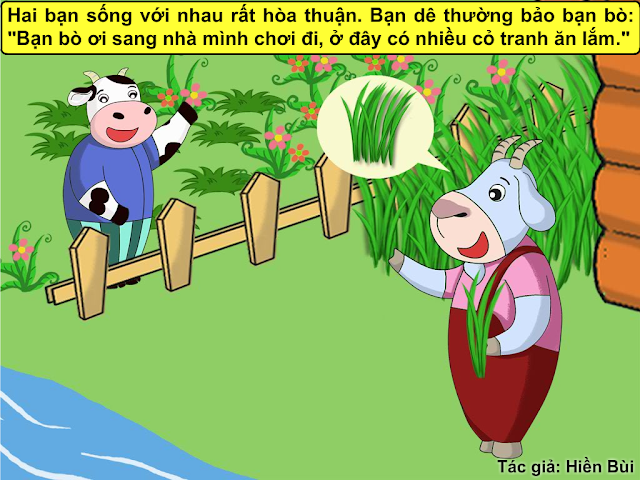 Hai bạn sống với nhau rất hòa thuận. Bạn dê thường bảo bạn bò:
"Bạn bò ơi sang nhà mình chơi đi, ở đây có nhiều cỏ tranh ăn lắm."
Tác giả: Hiền Bùi